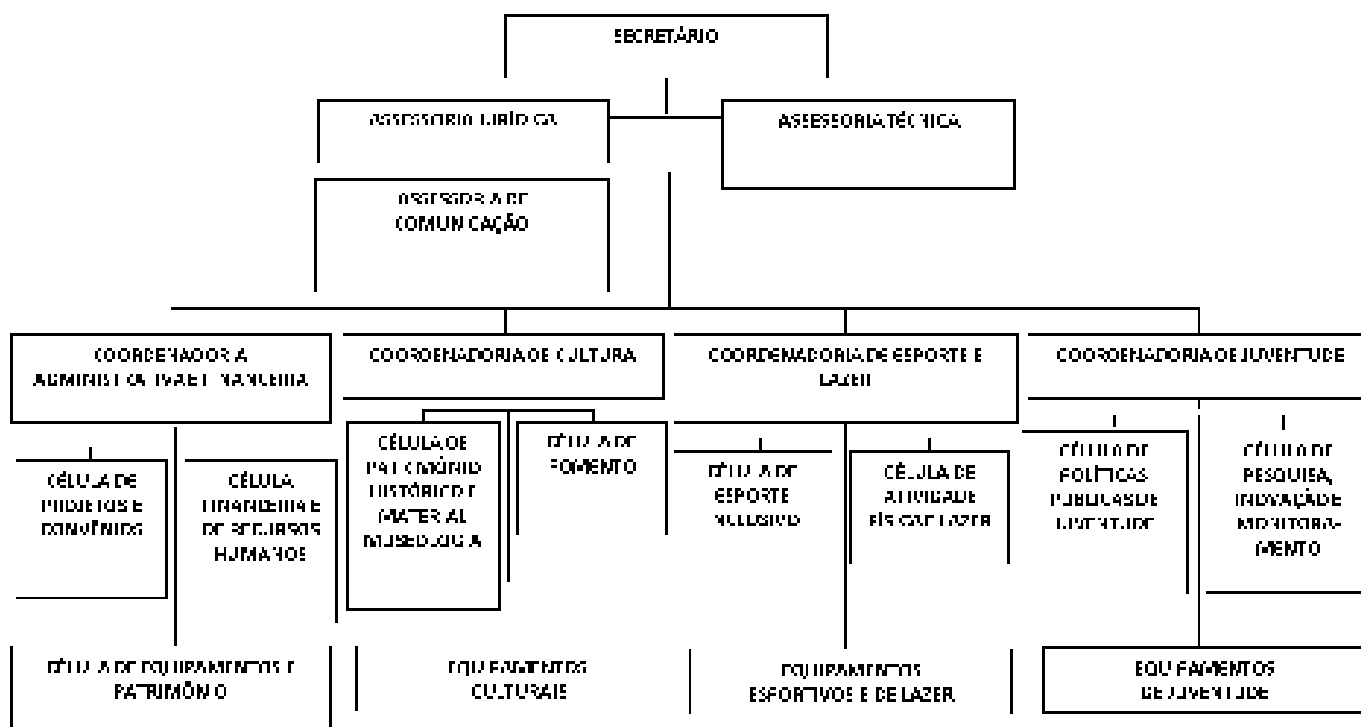 SECRETÁRIO
ASSESSORIA JURÍDICA
ASSESSORIA TÉCNICA
ASSESSORIA DE
COMUNICAÇÃO
COORDENADORIA
ADMINISTRATIVA E FINANCEIRA
COORDENADORIA DE CULTURA
COORDENADORIA DE ESPORTE E
LAZER
COORDENADORIA DE JUVENTUDE
CÉLULA DE
PROJETOS E
CONVÊNIOS
CÉLULA
FINANCEIRA E
DE RECURSOS
HUMANOS
CÉLULA DE
PATRIMÔNIO
HISTÓRICO E
MATERIAL
MUSEOLOGIA
CÉLULA DE
FOMENTO
CÉLULA DE
ESPORTE
INCLUSIVO
CÉLULA DE
ATIVIDADE
FÍSICA E LAZER
CÉLULA DE
POLÍTICAS
PÚBLICAS DE
JUVENTUDE
CÉLULA DE
PESQUISA,
INOVAÇÃO E
MONITORA-
MENTO
CÉLULA DE EQUIPAMENTOS E
PATRIMÔNIO
EQUIPAMENTOS
CULTURAIS
EQUIPAMENTOS
ESPORTIVOS E DE LAZER
EQUIPAMENTOS
DE JUVENTUDE